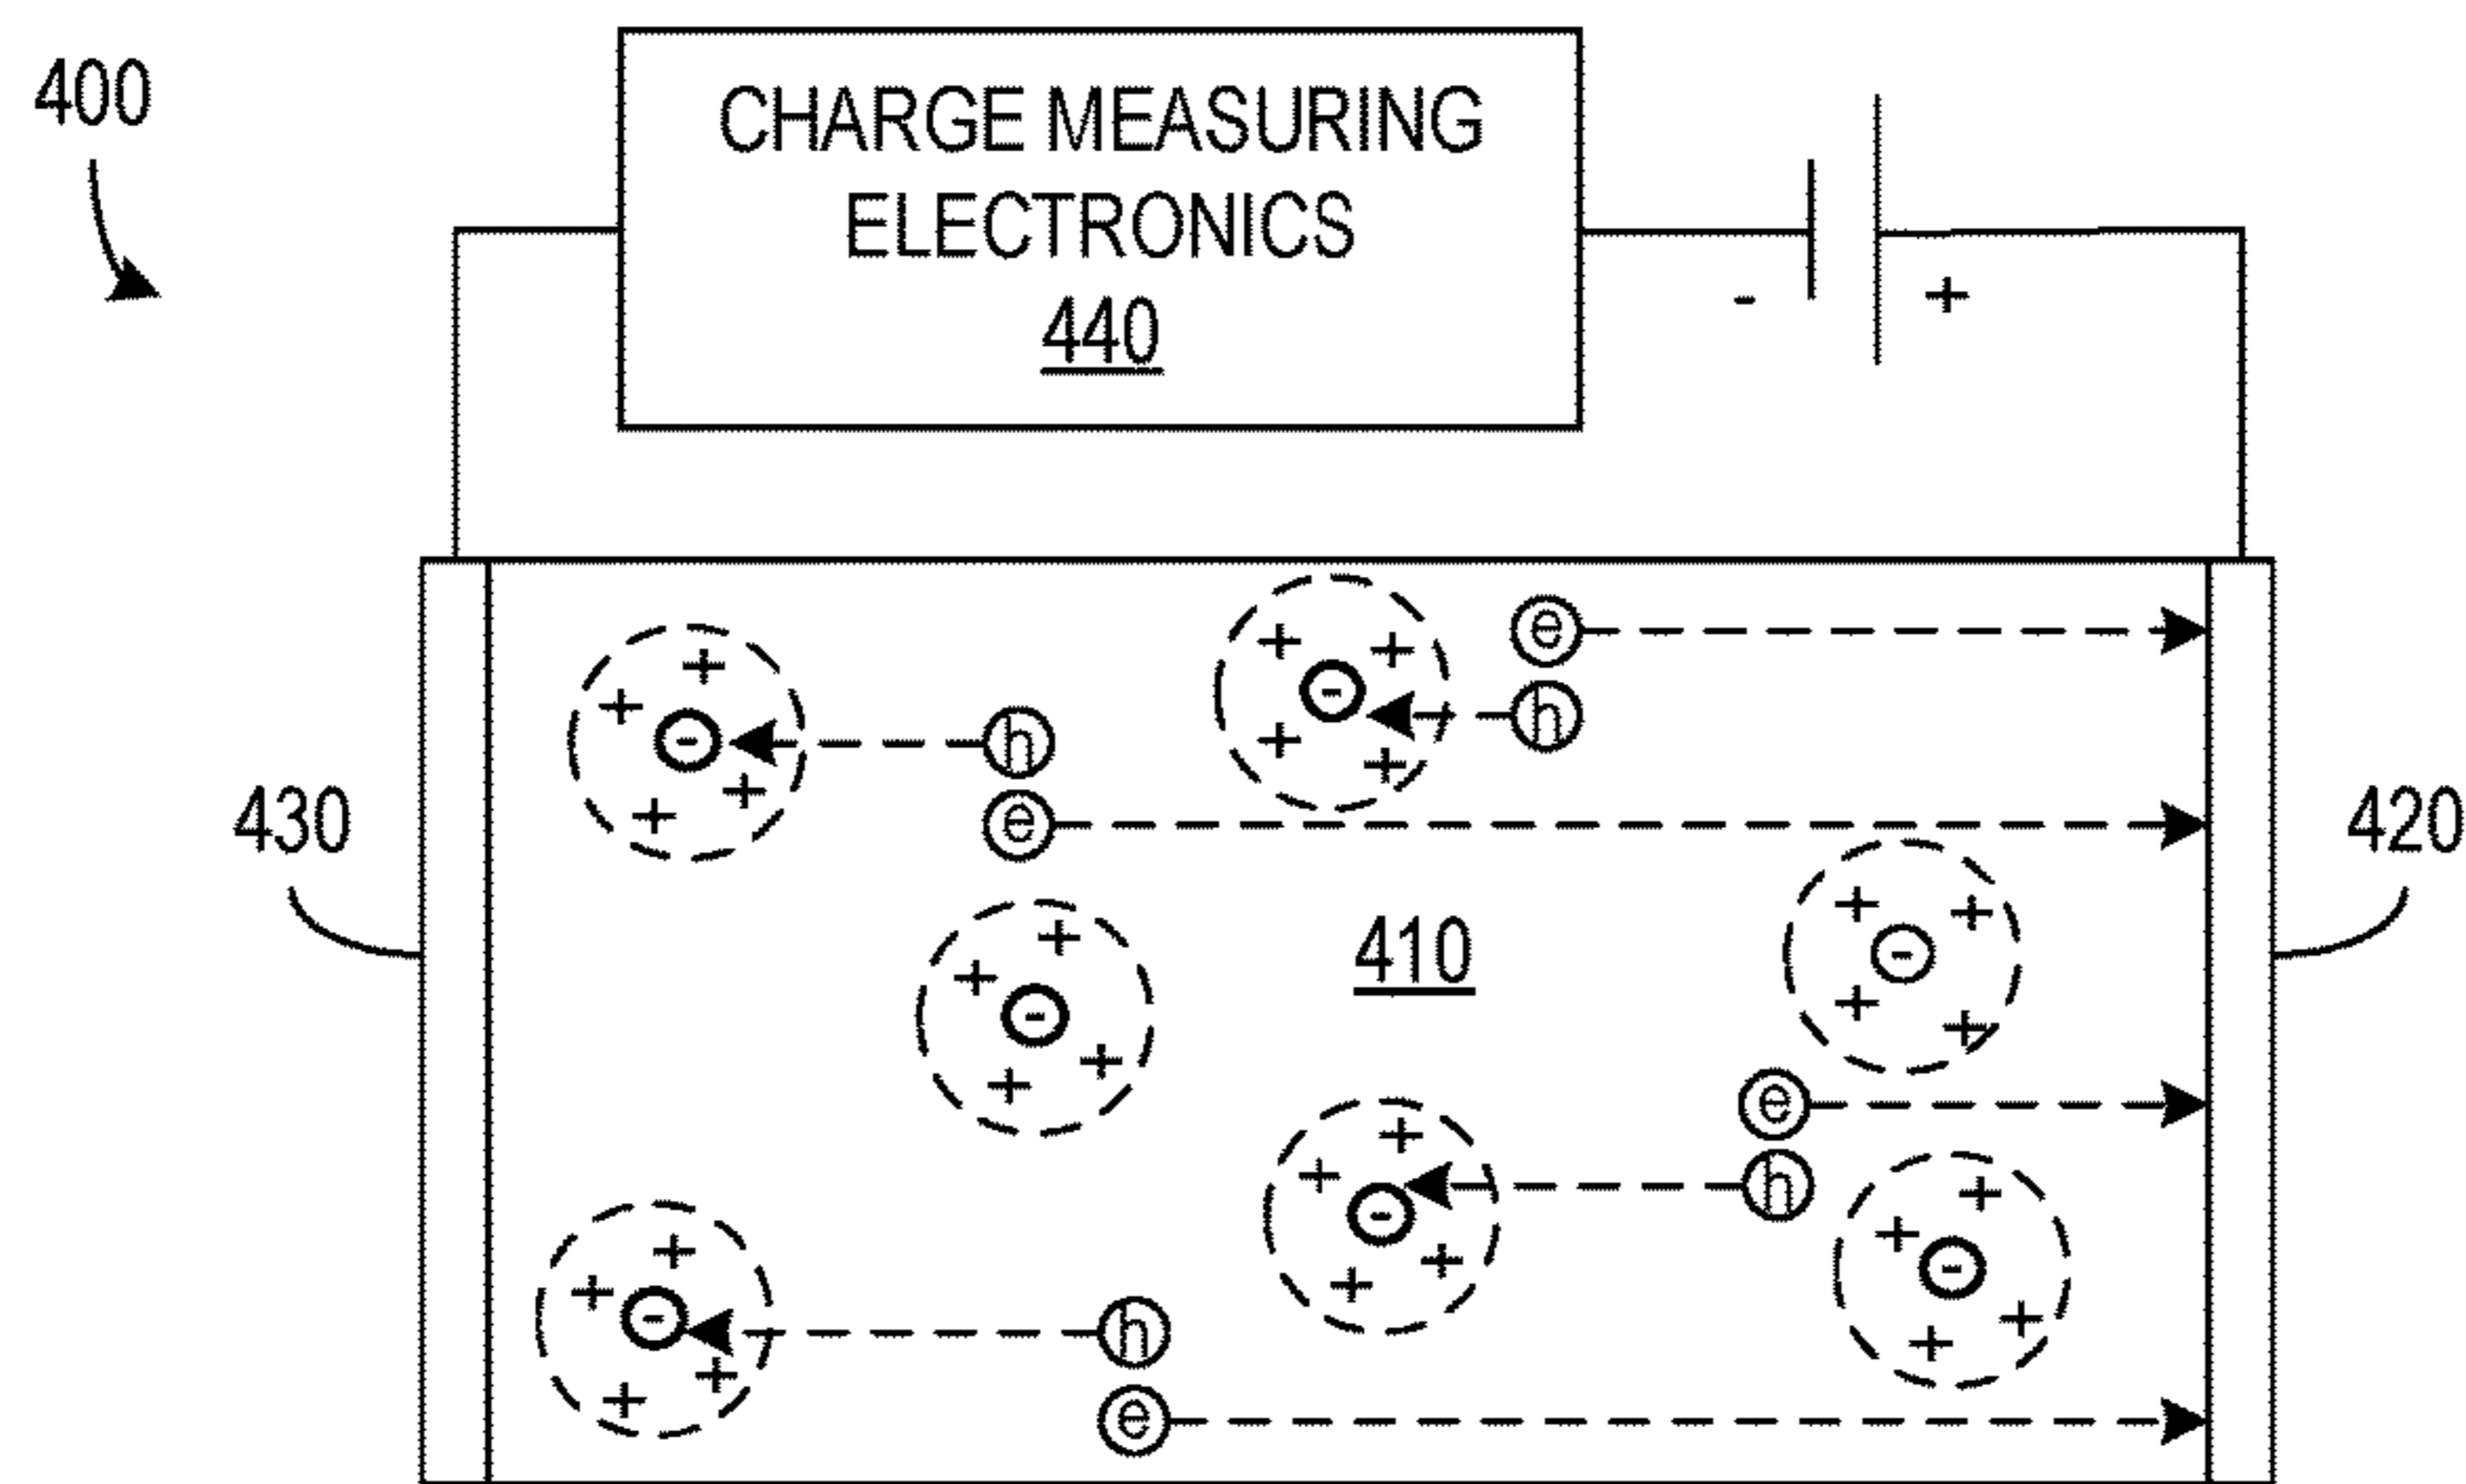 400
CHARGE MEASURING
ELECTRONICS
440
- +
+ + + e
+ - + - h
- h + +
+ + e
430 420
+ + +
+ 410 -
- + +
+ + e
+ + h
+ + - +
+ - + + -
- h + +
+ + e